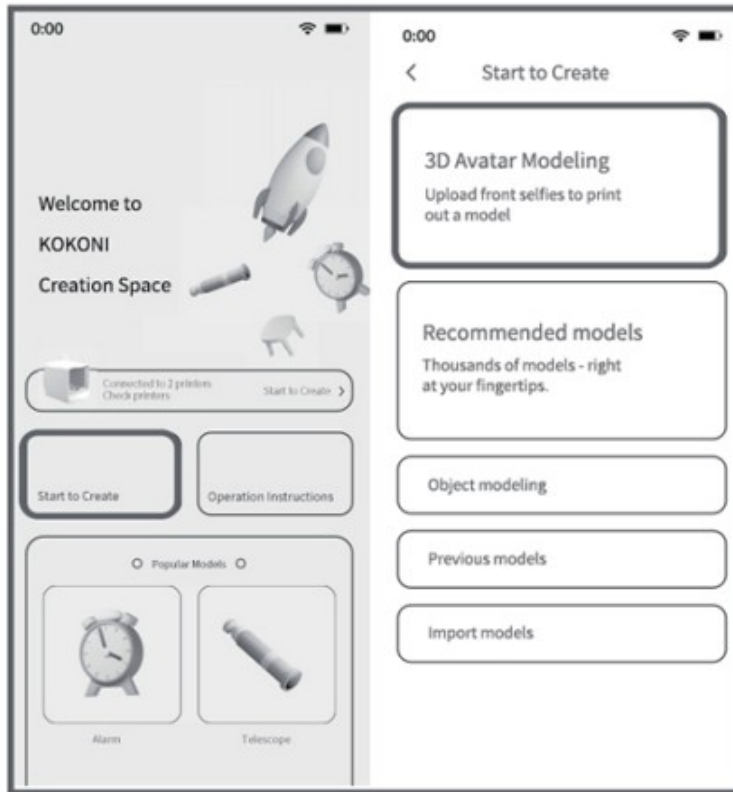 0:00
Welcome to
KOKONI
Creation Space
Connected to 2 printers
Check printers
Start to Create
Start to Create
Operation Instructions
Popular Models
Alarm
Telescope
0:00
Start to Create
3D Avatar Modeling
Upload front selfies to print
out a model
Recommended models
Thousands of models - right
at your fingertips.
Object modeling
Previous models
Import models